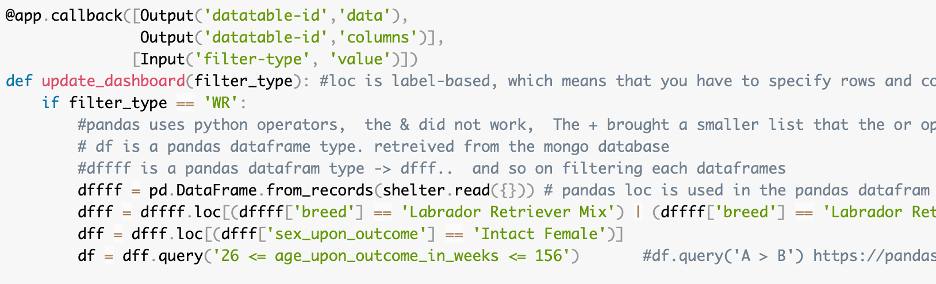 @app.callback([Output('datatable-id','data'),
Output('datatable-id','columns')],
[Input('filter-type', 'value')])
def update_dashboard(filter_type): #loc is label-based, which means that you have to specify rows and co
if filter_type == 'WR':
#pandas uses python operators,  the & did not work,  The + brought a smaller list that the or op
# df is a pandas dataframe type. retreived from the mongo database
#dffff is a pandas datafram type -> dfff..  and so on filtering each dataframes
dffff = pd.DataFrame.from_records(shelter.read({})) # pandas loc is used in the pandas datafram
dfff = dffff.loc[(dffff['breed'] == 'Labrador Retriever Mix') | (dffff['breed'] == 'Labrador Ret
dff = dfff.loc[(dfff['sex_upon_outcome'] == 'Intact Female')]
df = dff.query('26 <= age_upon_outcome_in_weeks <= 156')      #df.query('A > B') https://pandas